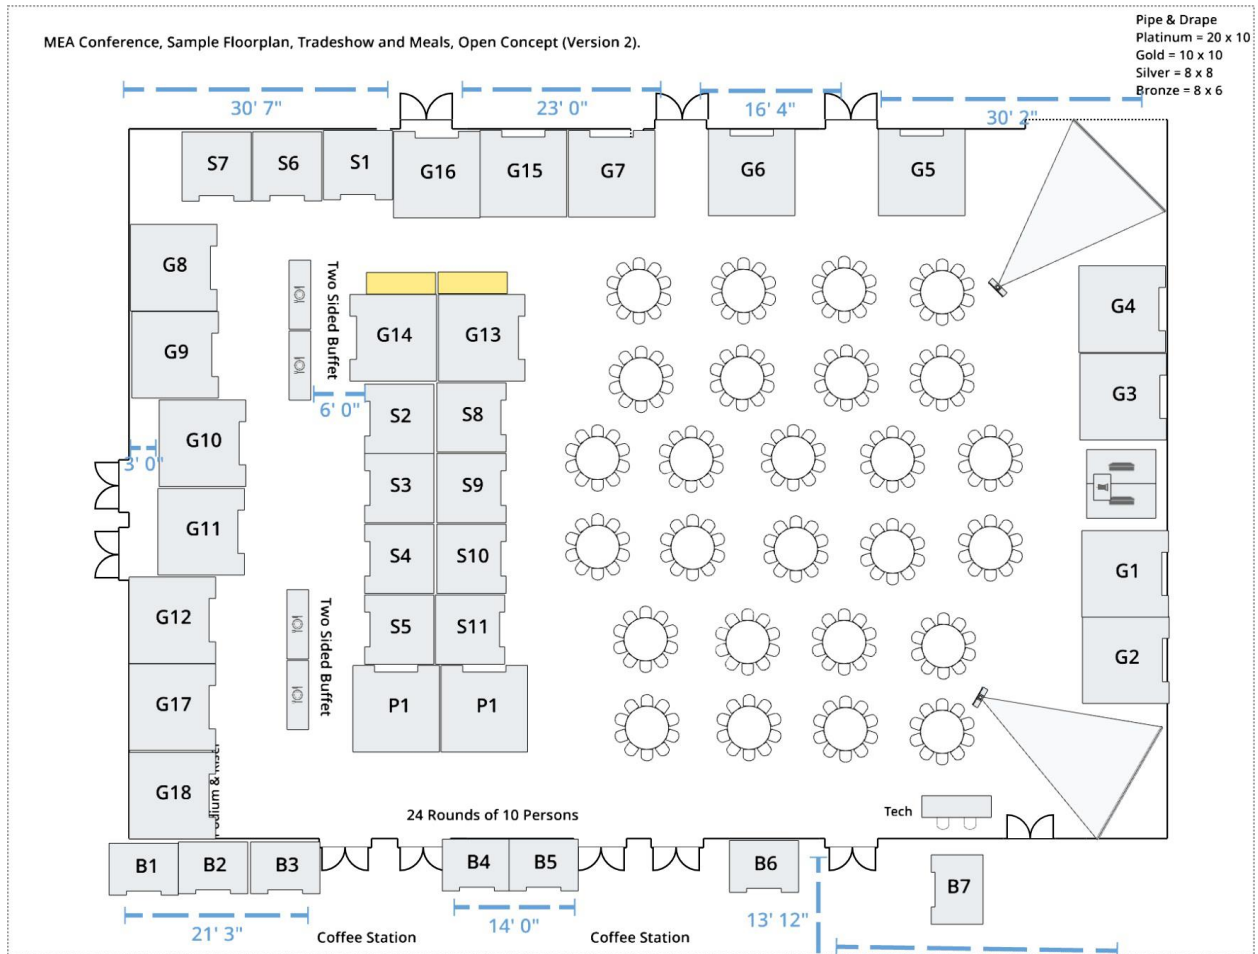 Pipe & Drape
Platinum = 20 x 10
Gold = 10 x 10
Silver = 8 x 8
Bronze = 8 x 6
MEA Conference, Sample Floorplan, Tradeshow and Meals, Open Concept (Version 2).
30' 7"
23' 0"
16' 4"
30' 2"
S7
S6
S1
G16
G15
G7
G6
G5
G8
G9
G10
3' 0"
G11
G12
G17
G18
Two Sided Buffet
6' 0"
Two Sided Buffet
G14
G13
S2
S8
S3
S9
S4
S10
S5
S11
P1
P1
G4
G3
G1
G2
24 Rounds of 10 Persons
Tech
B1
B2
B3
B4
B5
B6
B7
21' 3"
14' 0"
13' 12"
Coffee Station
Coffee Station